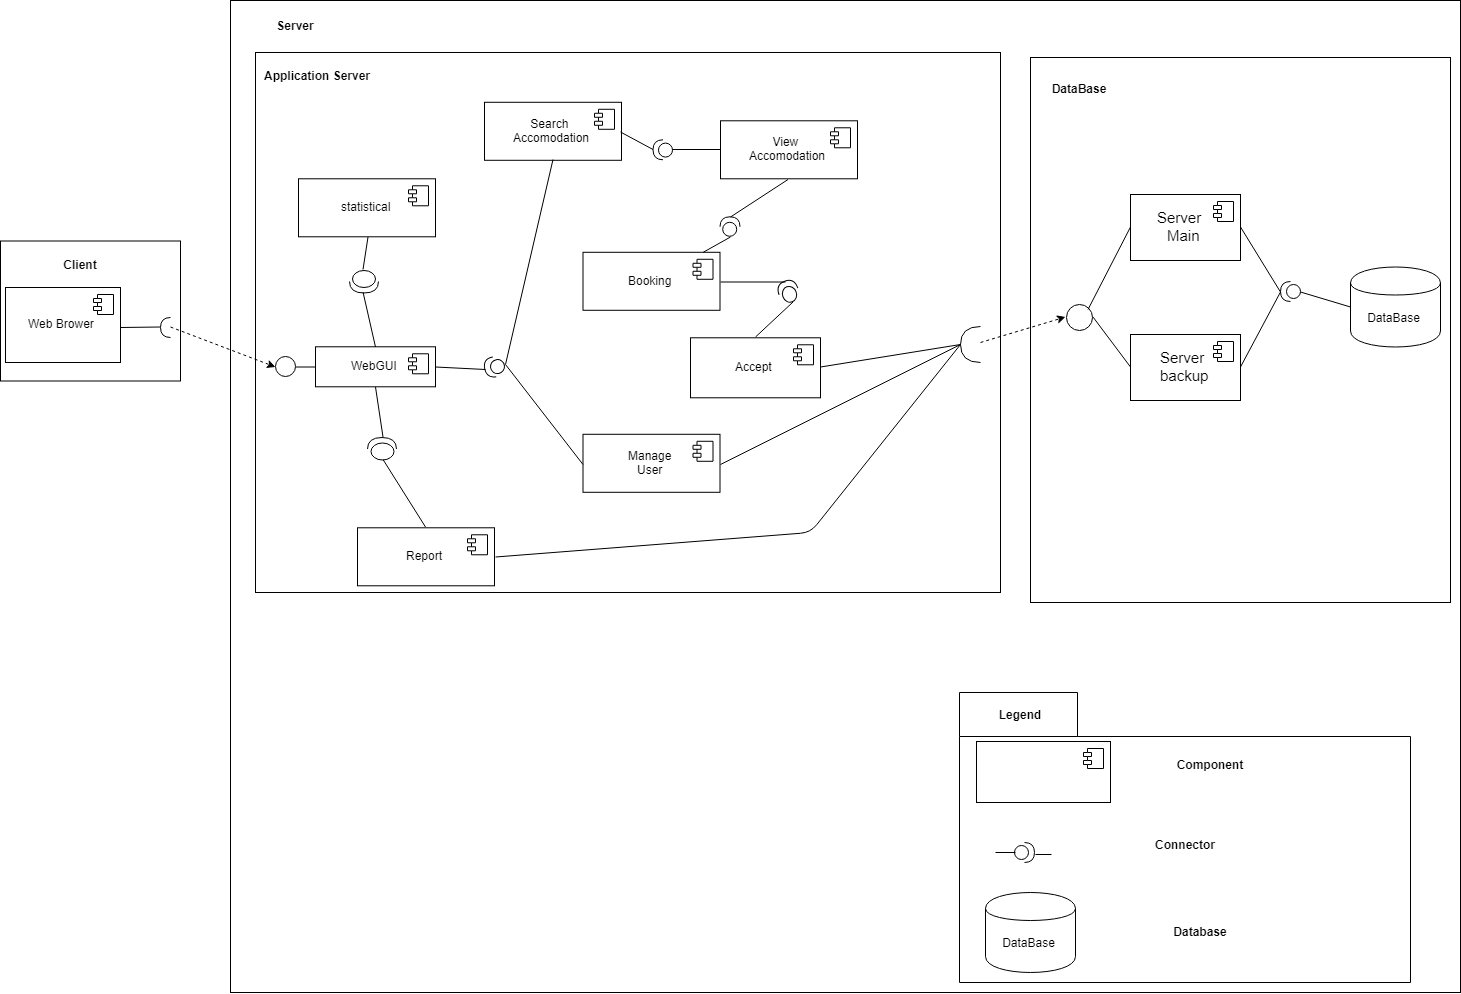 Server
Application Server
DataBase
Search
Accomodation
View
Accomodation
statistical
Server
Main
Client
Web Brower
Booking
DataBase
WebGUI
Accept
Server
backup
Manage
User
Report
Legend
Component
Connector
DataBase
Database